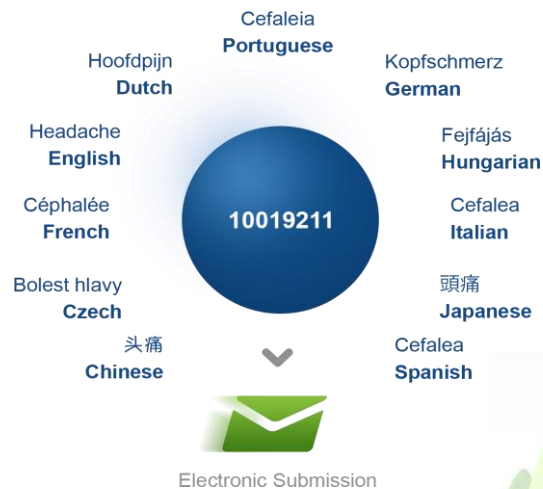 Cefaleia
Portuguese
Hoofdpijn
Dutch
Kopfschmerz
German
Headache
English
Fejfájás
Hungarian
10019211
Céphalée
French
Cefalea
Italian
Bolest hlavy
Czech
頭痛
Japanese
头痛
Chinese
Cefalea
Spanish
Electronic Submission